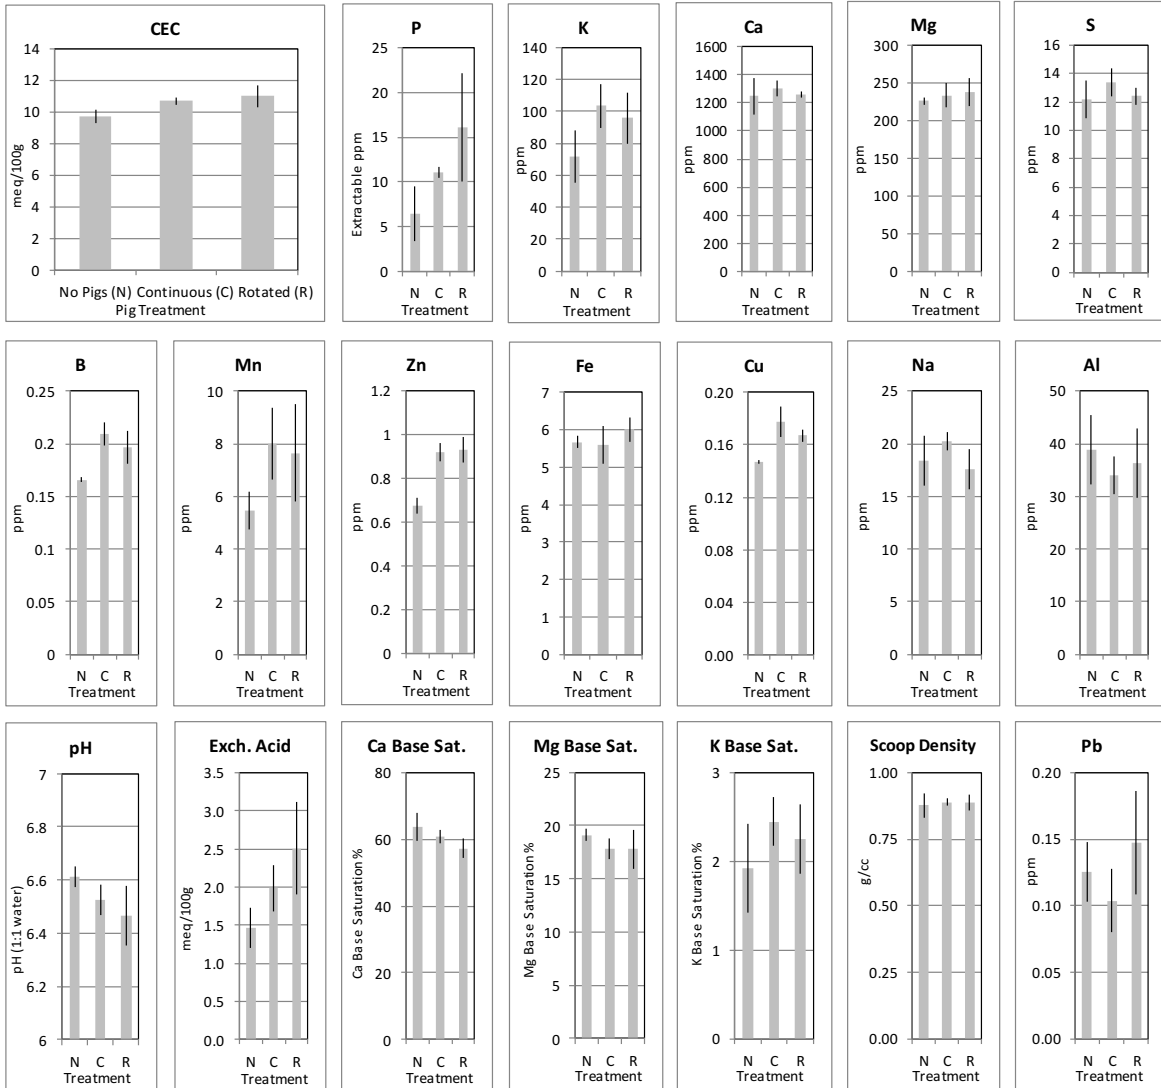 CEC
meq/100g
14
12
10
8
6
4
2
0
No Pigs (N) Continuous (C) Rotated (R)
Pig Treatment
P
Extractable ppm
25
20
15
10
5
0
N C R
Treatment
K
ppm
140
120
100
80
60
40
20
0
N C R
Treatment
Ca
ppm
1600
1400
1200
1000
800
600
400
200
0
N C R
Treatment
Mg
ppm
300
250
200
150
100
50
0
N C R
Treatment
S
ppm
16
14
12
10
8
6
4
2
0
N C R
Treatment
B
ppm
0.25
0.2
0.15
0.1
0.05
0
N C R
Treatment
Mn
ppm
10
8
6
4
2
0
N C R
Treatment
Zn
ppm
1.2
1
0.8
0.6
0.4
0.2
0
N C R
Treatment
Fe
ppm
7
6
5
4
3
2
1
0
N C R
Treatment
Cu
ppm
0.20
0.16
0.12
0.08
0.04
0.00
N C R
Treatment
Na
ppm
25
20
15
10
5
0
N C R
Treatment
Al
ppm
50
40
30
20
10
0
N C R
Treatment
pH
pH (1:1 water)
7
6.8
6.6
6.4
6.2
6
N C R
Treatment
Exch. Acid
meq/100g
3.5
3.0
2.5
2.0
1.5
1.0
0.5
0.0
N C R
Treatment
Ca Base Sat.
Ca Base Saturation %
80
60
40
20
0
N C R
Treatment
Mg Base Sat.
Mg Base Saturation %
25
20
15
10
5
0
N C R
Treatment
K Base Sat.
K Base Saturation %
3
2
1
0
N C R
Treatment
Scoop Density
g/cc
1.00
0.75
0.50
0.25
0.00
N C R
Treatment
Pb
ppm
0.20
0.15
0.10
0.05
0.00
N C R
Treatment